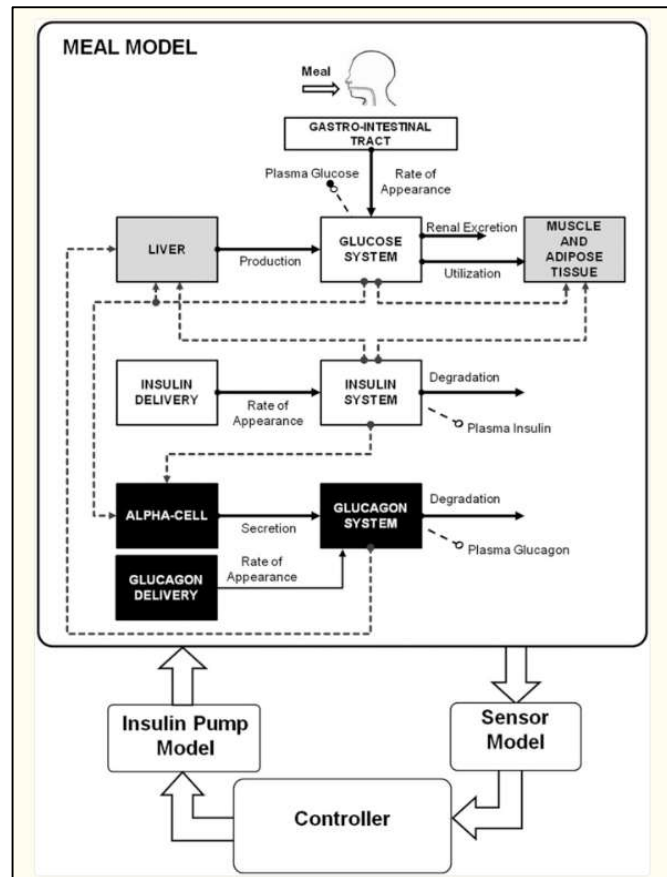 MEAL MODEL
Meal
GASTRO-INTESTINAL
TRACT
Plasma Glucose
Rate of
Appearance
LIVER
Production
GLUCOSE
SYSTEM
Renal Excretion
Utilization
MUSCLE
AND
ADIPOSE
TISSUE
INSULIN
DELIVERY
Rate of
Appearance
INSULIN
SYSTEM
Degradation
Plasma Insulin
ALPHA-CELL
Secretion
GLUCAGON
SYSTEM
Degradation
Plasma Glucagon
GLUCAGON
DELIVERY
Rate of
Appearance
Insulin Pump
Model
Sensor
Model
Controller